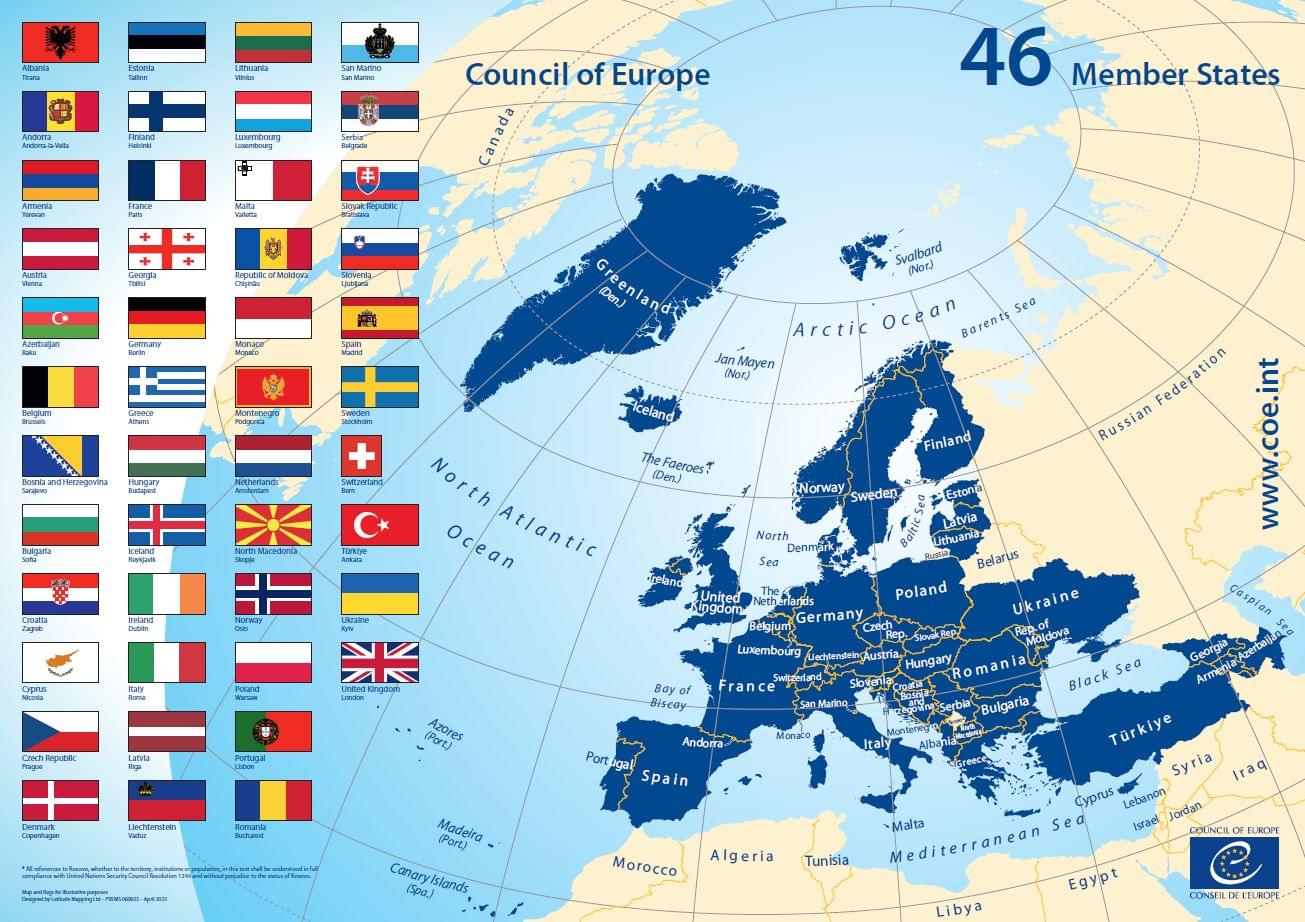 Council of Europe
46 Member States
Albania
Tirana
Estonia
Tallinn
Lithuania
Vilnius
San Marino
San Marino
Andorra
Andorra-la-Vella
Finland
Helsinki
Luxembourg
Luxembourg
Serbia
Belgrade
Armenia
Yerevan
France
Paris
Malta
Valletta
Slovak Republic
Bratislava
Austria
Vienna
Georgia
Tbilisi
Republic of Moldova
Chișinău
Slovenia
Ljubljana
Azerbaijan
Baku
Germany
Berlin
Monaco
Monaco
Spain
Madrid
Belgium
Brussels
Greece
Athens
Montenegro
Podgorica
Sweden
Stockholm
Bosnia and Herzegovina
Sarajevo
Hungary
Budapest
Netherlands
Amsterdam
Switzerland
Bern
Bulgaria
Sofia
Iceland
Reykjavik
North Macedonia
Skopje
Türkiye
Ankara
Croatia
Zagreb
Ireland
Dublin
Norway
Oslo
Ukraine
Kyiv
Cyprus
Nicosia
Italy
Rome
Poland
Warsaw
United Kingdom
London
Czech Republic
Prague
Latvia
Riga
Portugal
Lisbon
Denmark
Copenhagen
Liechtenstein
Vaduz
Romania
Bucharest
* All references to Kosovo, whether to the territory, institutions or population, in this text shall be understood in full
compliance with United Nations Security Council Resolution 1244 and without prejudice to the status of Kosovo.
Map and flags for illustrative purposes
Designed by Latitude Mapping Ltd - PREMS 060923 - April 2023
Canada
Greenland
(Den.)
Svalbard
(Nor.)
Arctic Ocean
Barents Sea
Jan Mayen
(Nor.)
Iceland
Russian Federation
www.coe.int
The Faeroes
(Den.)
North Atlantic
Ocean
Norway
Sweden
Finland
Baltic Sea
Estonia
Latvia
Lithuania
Russia
Belarus
North
Sea
Denmark
Ireland
United
Kingdom
The
Netherlands
Belgium
Germany
Poland
Ukraine
Luxembourg
Czech
Rep.
Slovak Rep.
Rep. of
Moldova
Liechtenstein
Austria
Hungary
Romania
France
Switzerland
Slovenia
Croatia
Bosnia
and
Herzegovina
Serbia
Bulgaria
San Marino
Bay of
Biscay
Monaco
Italy
Montenegro
Albania
North
Macedonia
Greece
Black Sea
Caspian Sea
Georgia
Armenia
Azerbaijan
Türkiye
Azores
(Port.)
Portugal
Spain
Andorra
Cyprus
Syria
Iraq
Lebanon
Israel
Jordan
Malta
Mediterranean Sea
Madeira
(Port.)
Canary Islands
(Spa.)
Morocco
Algeria
Tunisia
Libya
Egypt
COUNCIL OF EUROPE
CONSEIL DE L'EUROPE